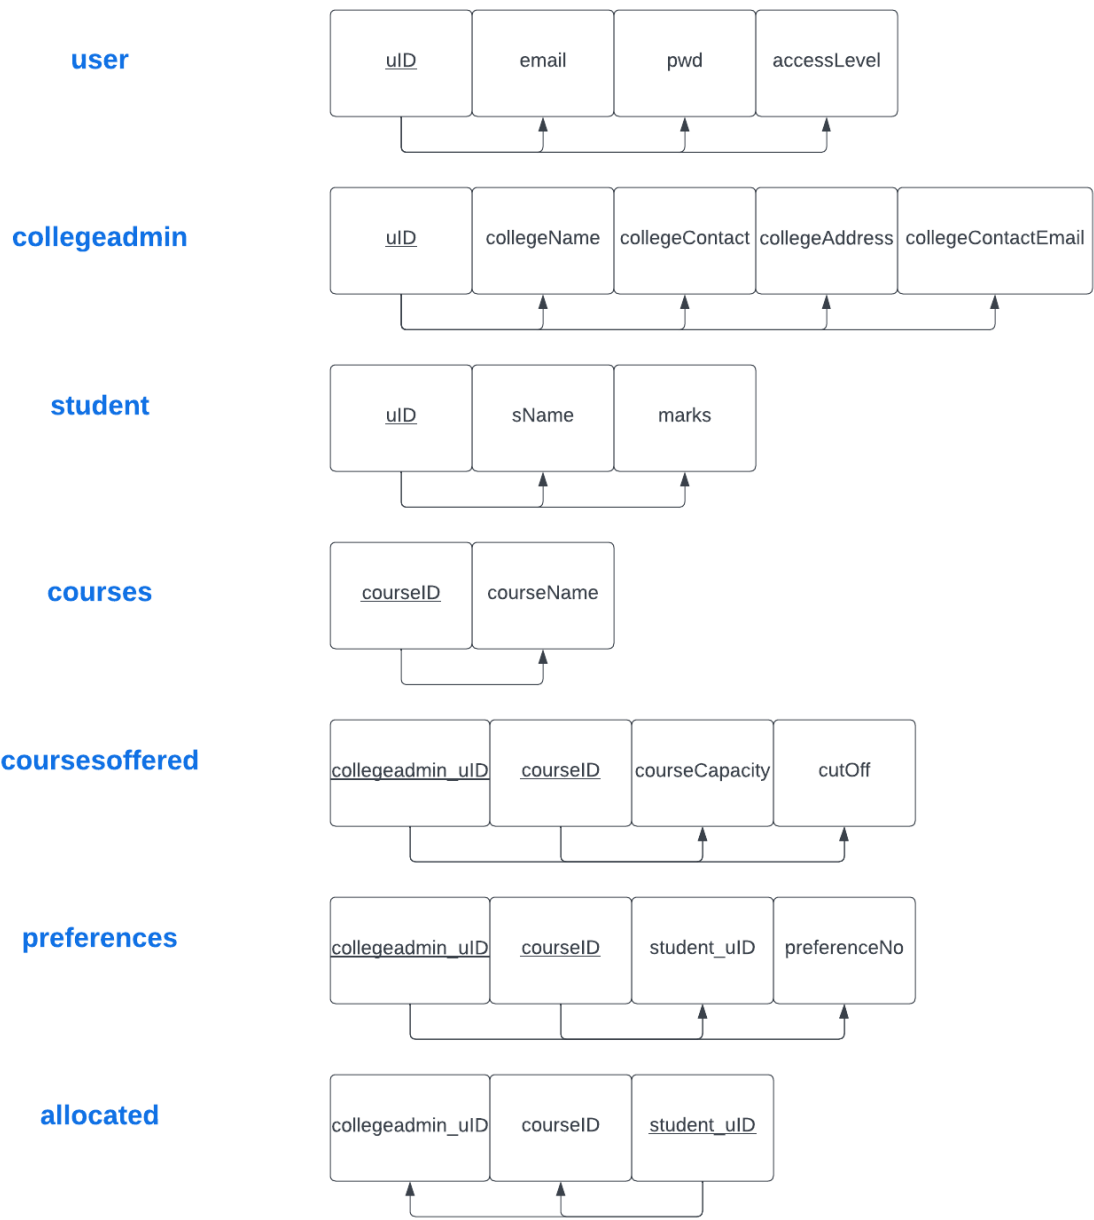 user
uID
email
pwd
accessLevel
collegeadmin
uID
collegeName
collegeContact
collegeAddress
collegeContactEmail
student
uID
sName
marks
courses
courseID
courseName
coursesoffered
collegeadmin_uID
courseID
courseCapacity
cutOff
preferences
collegeadmin_uID
courseID
student_uID
preferenceNo
allocated
collegeadmin_uID
courseID
student_uID